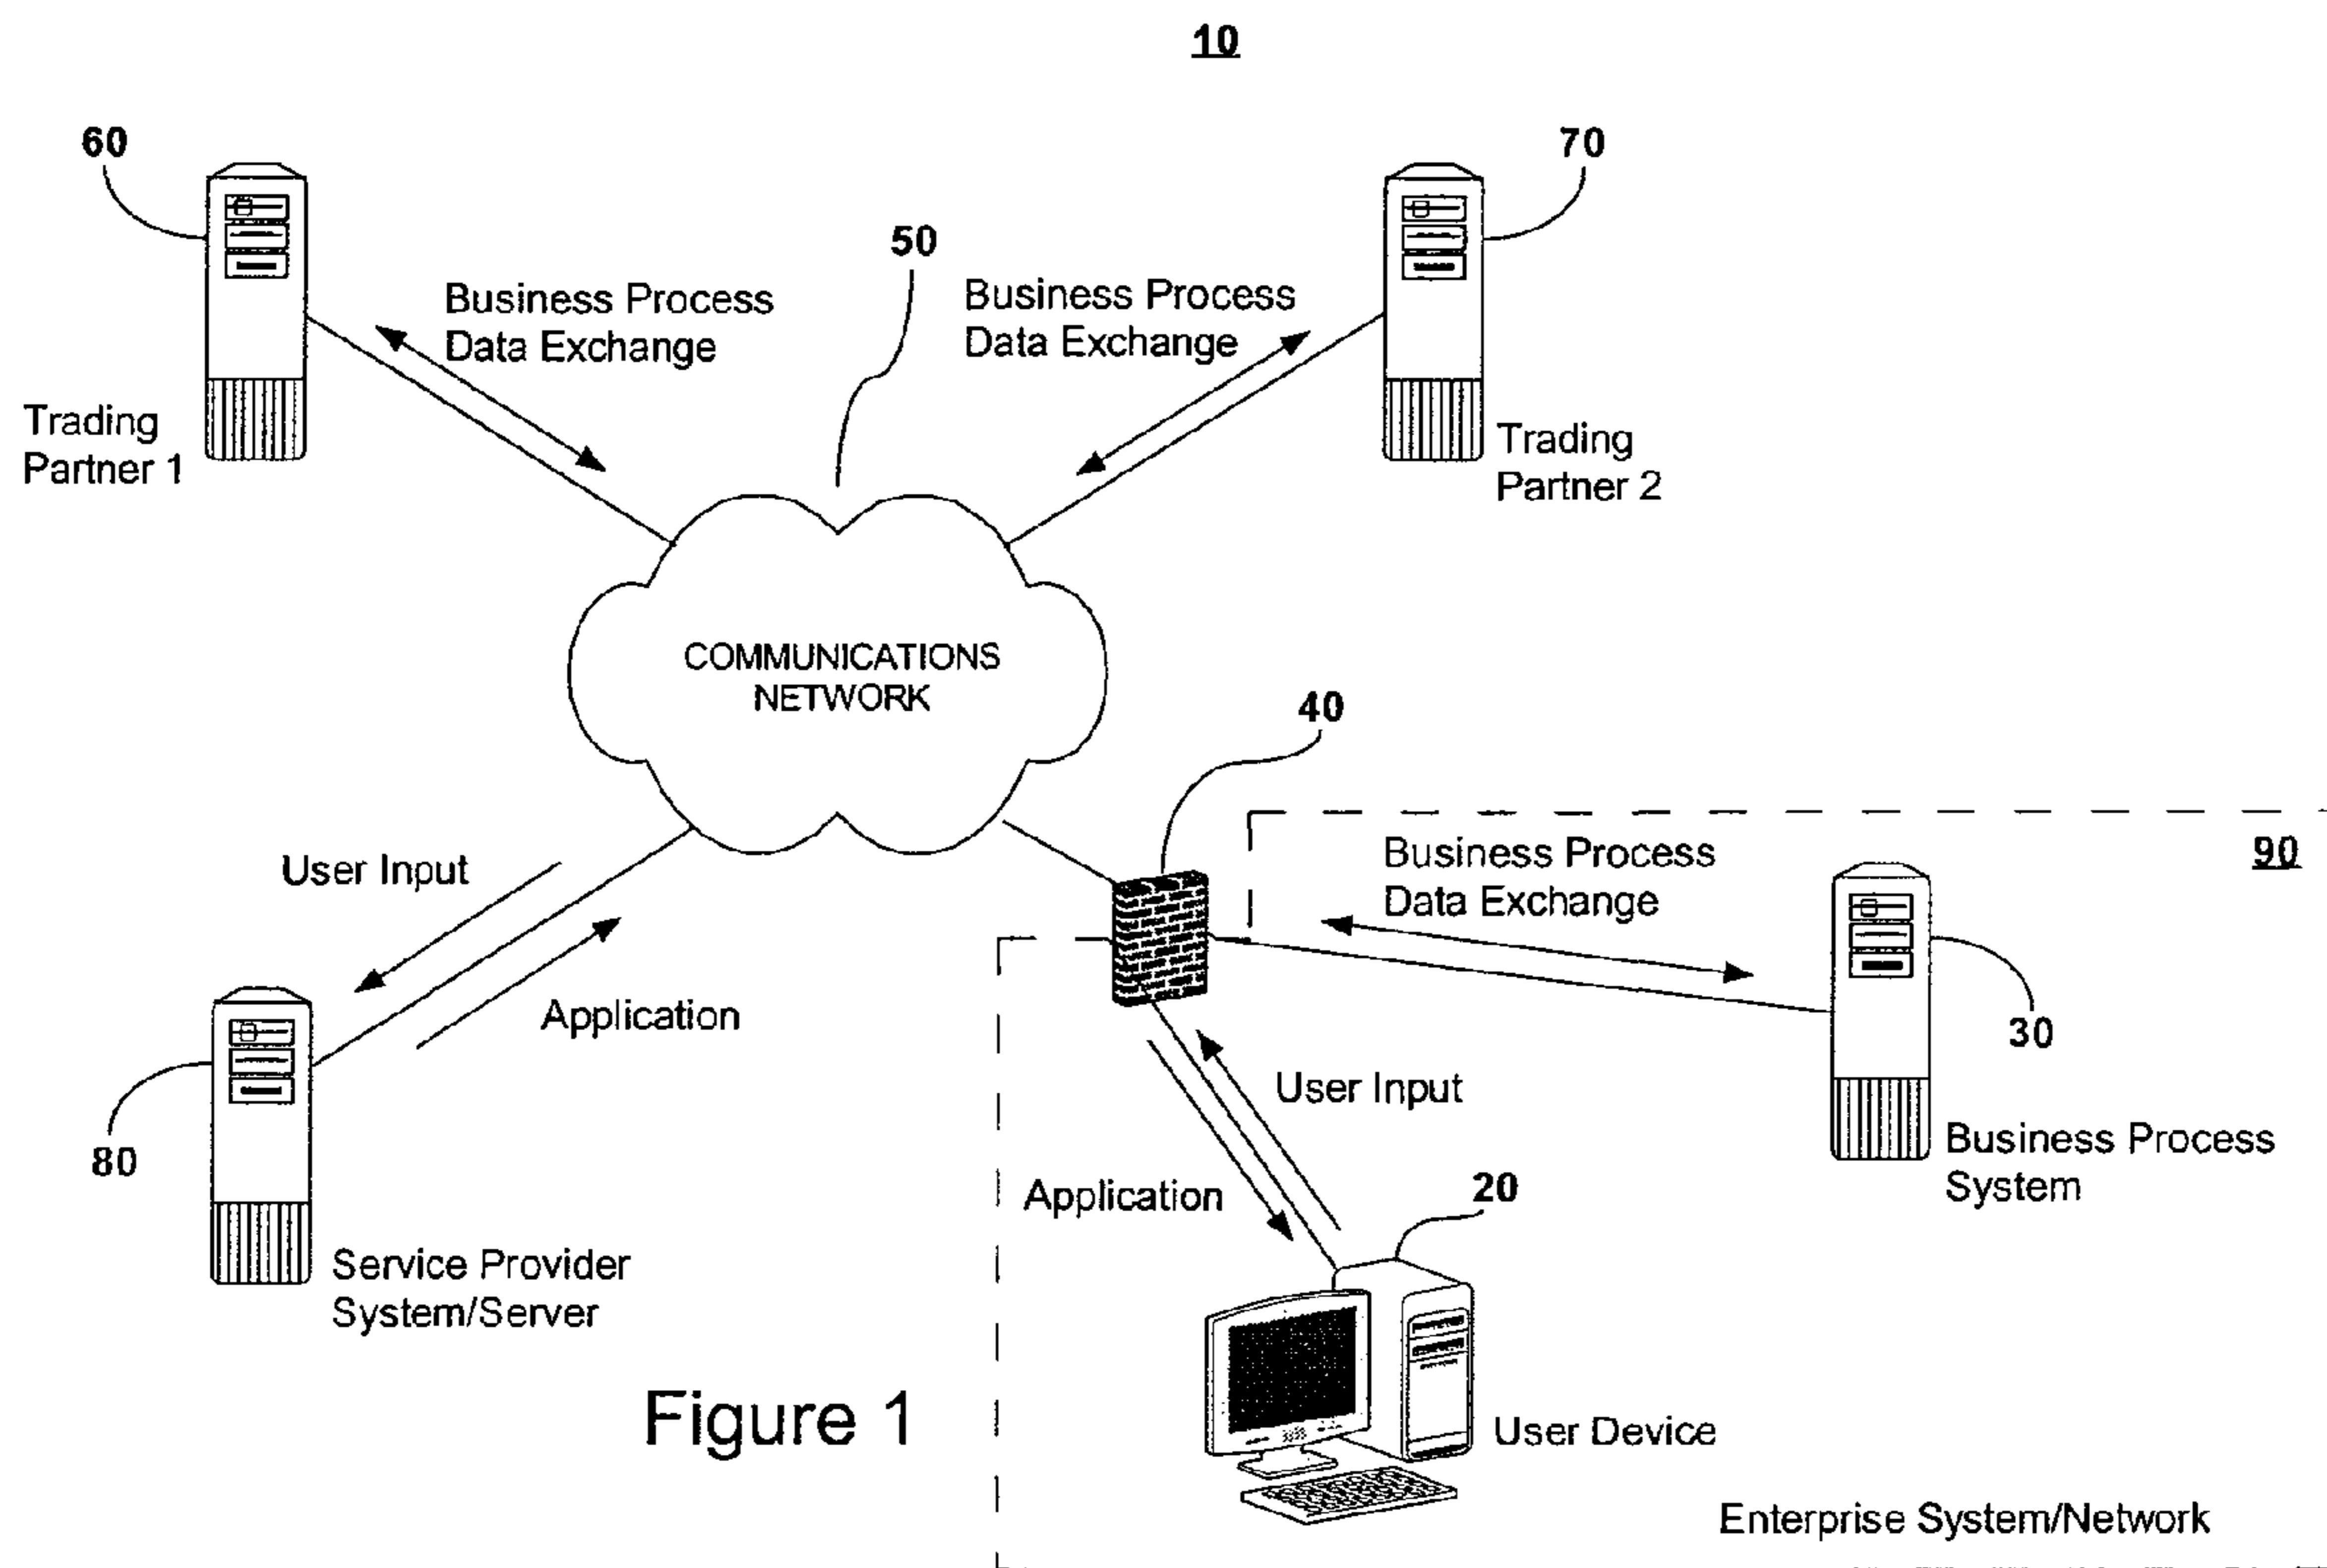 10
60
70
50
Business Process
Data Exchange
Business Process
Data Exchange
Trading
Partner 1
Trading
Partner 2
COMMUNICATIONS
NETWORK
40
90
Business Process
Data Exchange
User Input
Application
30
User Input
80
Business Process
System
Application
20
Service Provider
System/Server
Figure 1
User Device
Enterprise System/Network